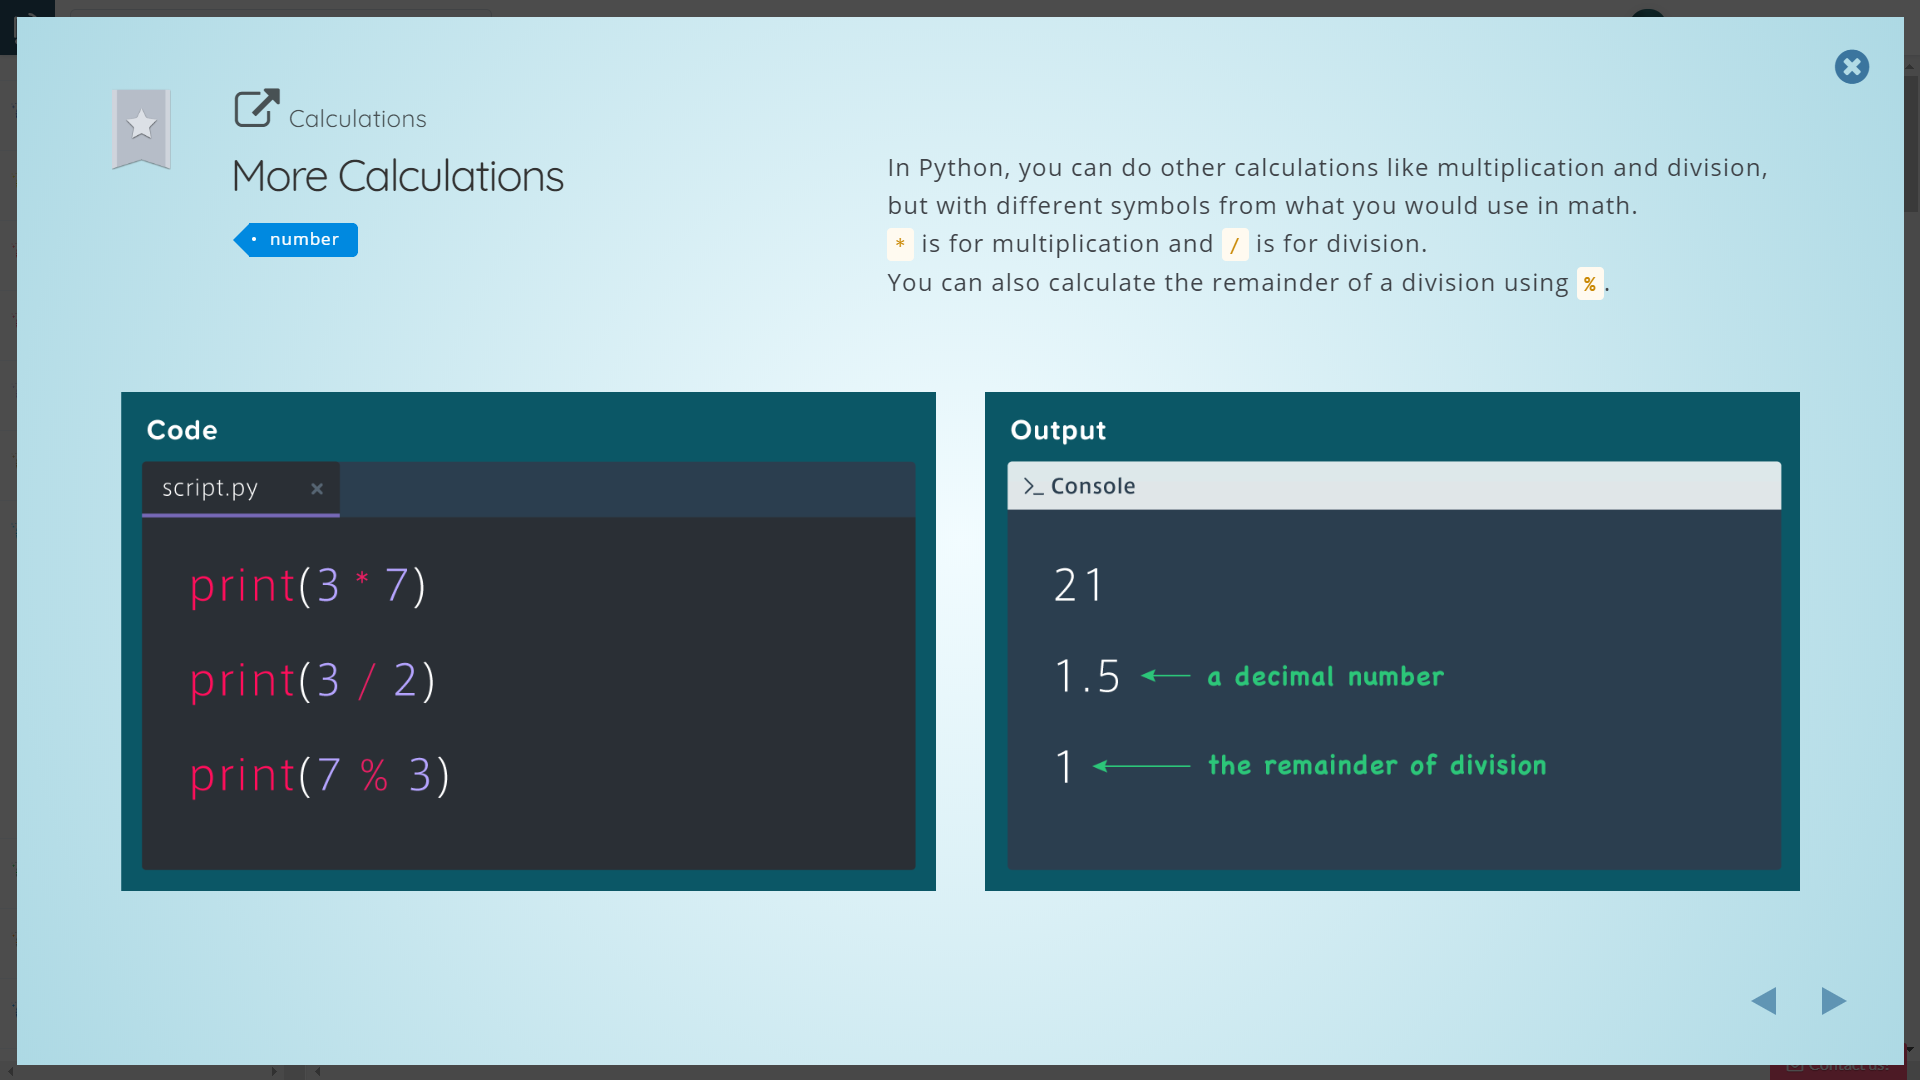 Calculations
More Calculations
number
In Python, you can do other calculations like multiplication and division,
but with different symbols from what you would use in math.
* is for multiplication and / is for division.
You can also calculate the remainder of a division using %.
Code
script.py ×
print(3 * 7)
print(3 / 2)
print(7 % 3)
Output
>_ Console
21
1.5 ← a decimal number
1 ← the remainder of division
Contact us!